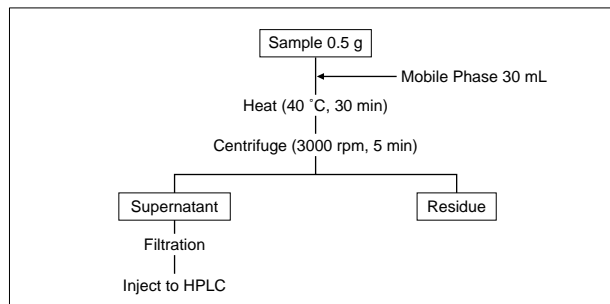 Sample 0.5 g
Mobile Phase 30 mL
Heat (40 ˚C, 30 min)
Centrifuge (3000 rpm, 5 min)
Supernatant
Residue
Filtration
Inject to HPLC